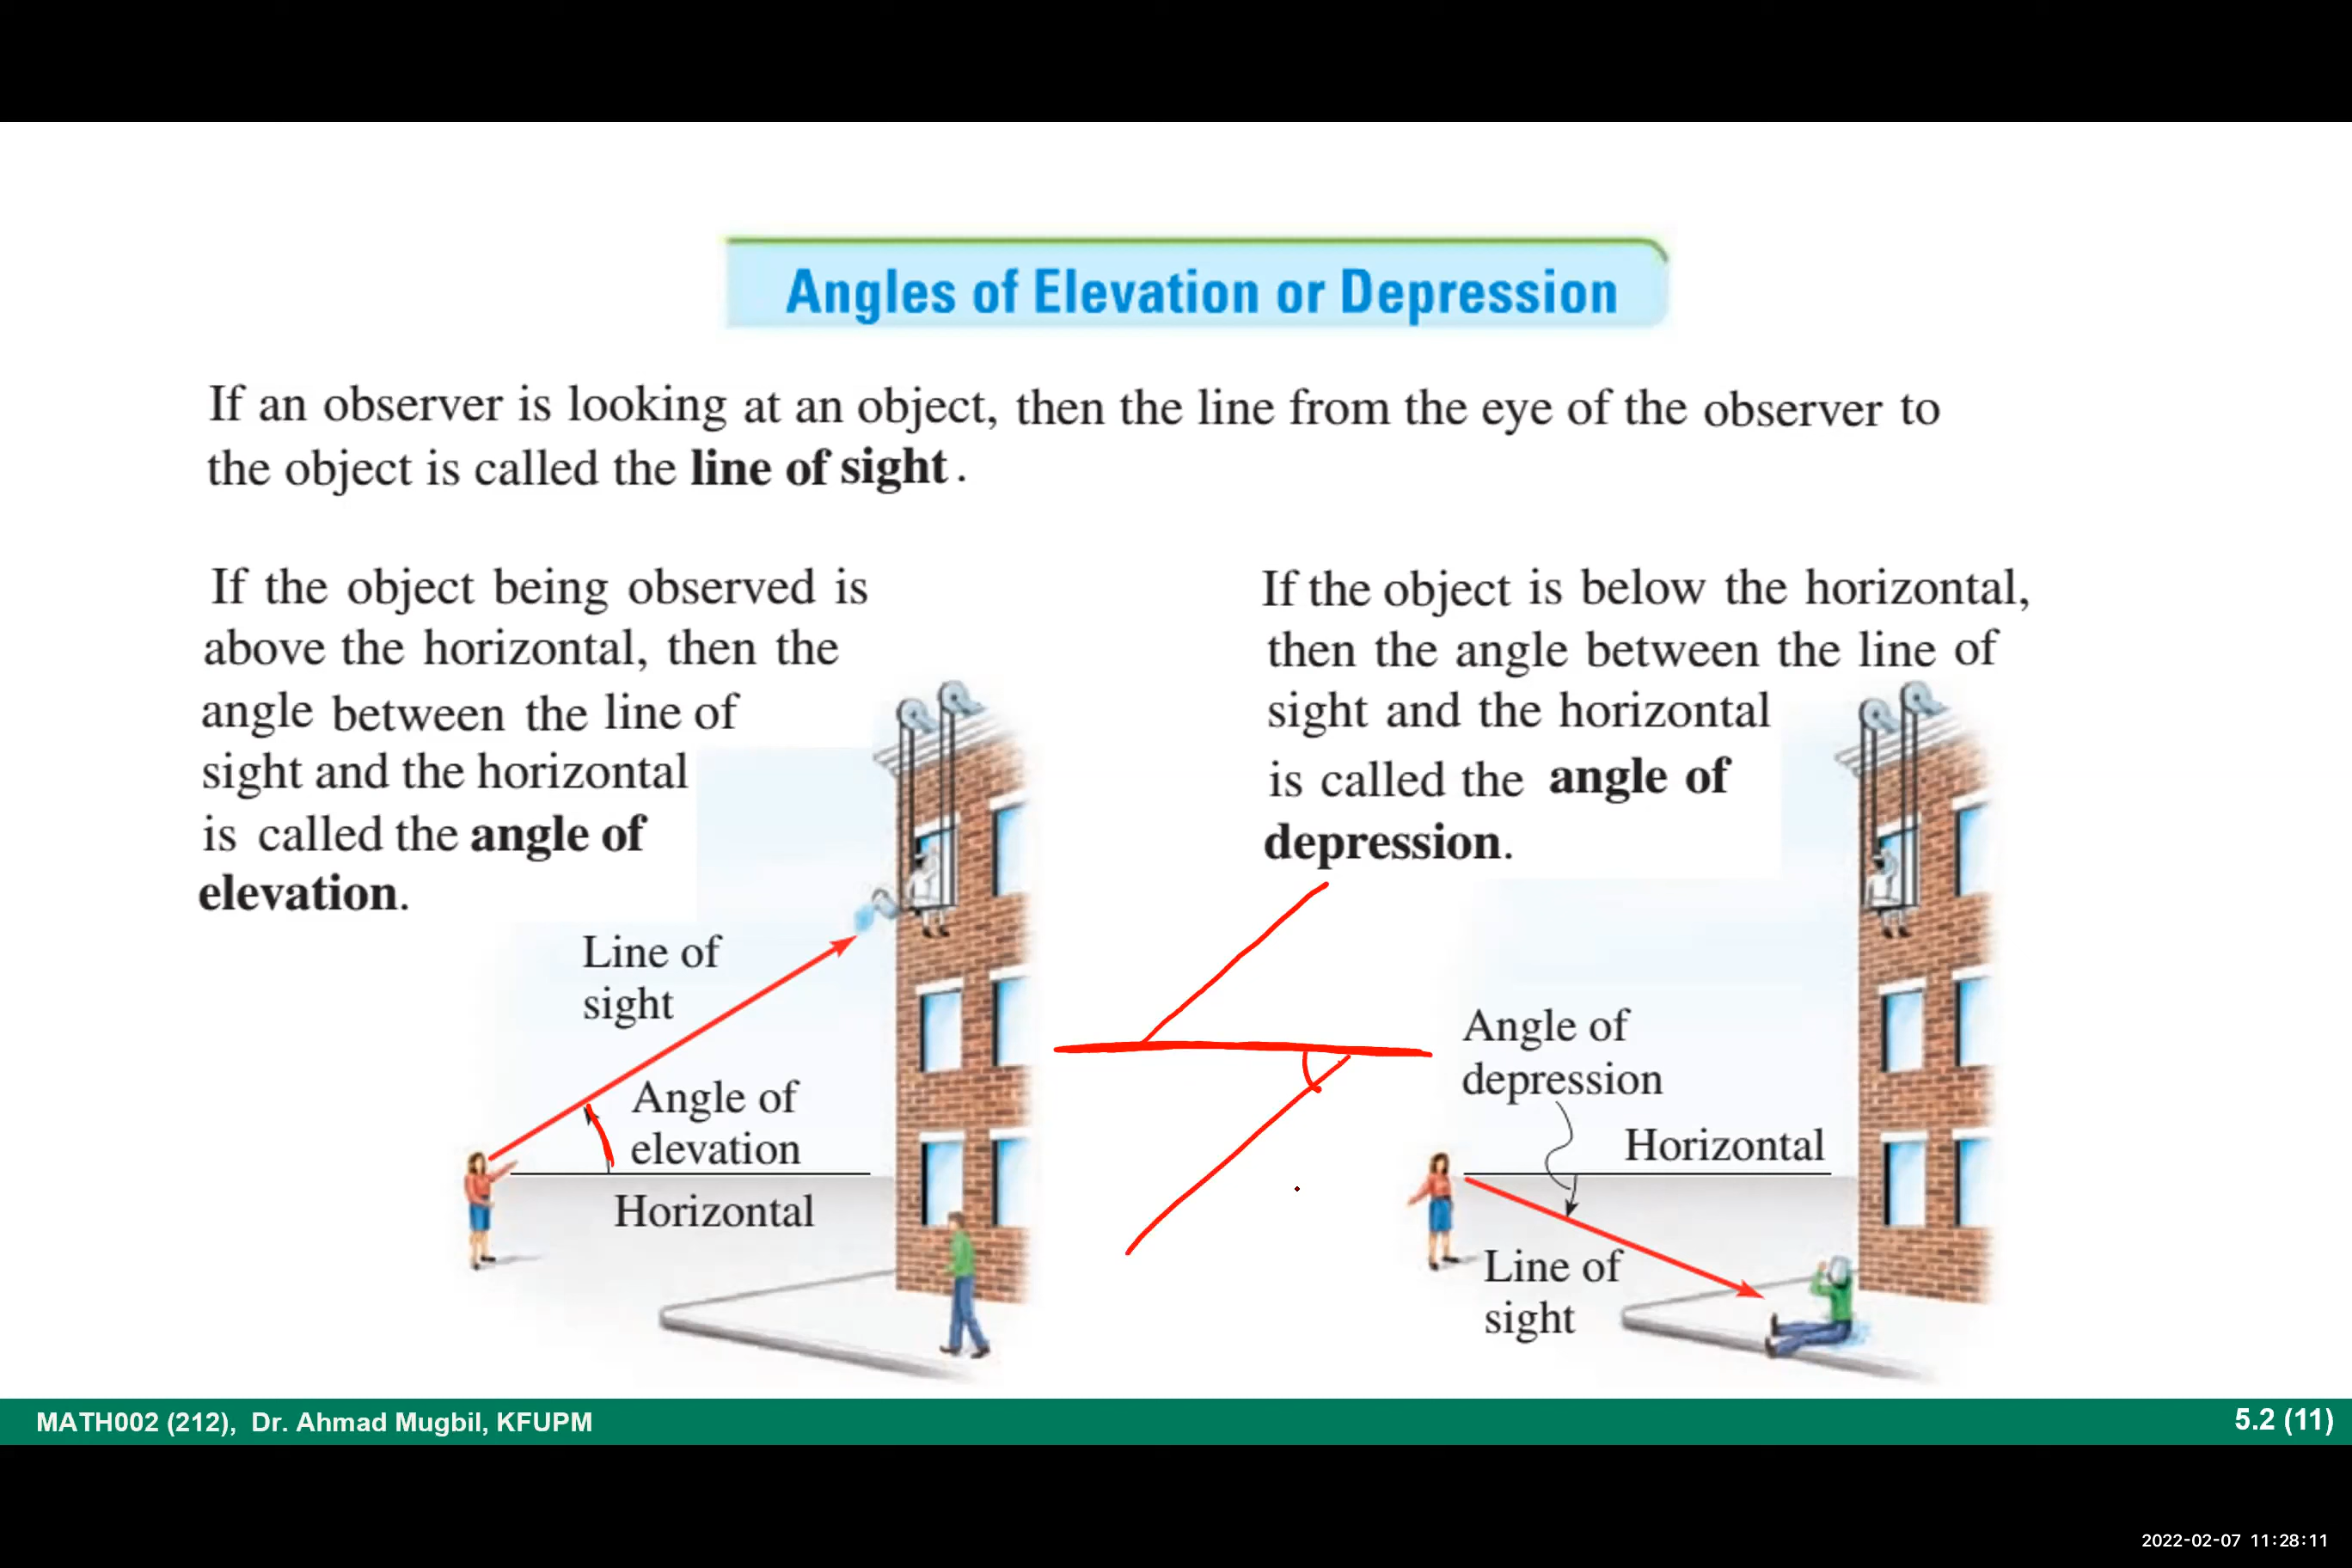 Angles of Elevation or Depression
If an observer is looking at an object, then the line from the eye of the observer to
the object is called the line of sight.
If the object being observed is
above the horizontal, then the
angle between the line of
sight and the horizontal
is called the angle of
elevation.
Line of
sight
Angle of
elevation
Horizontal
If the object is below the horizontal,
then the angle between the line of
sight and the horizontal
is called the angle of
depression.
Angle of
depression
Horizontal
Line of
sight
MATH002 (212), Dr. Ahmad Mugbil, KFUPM
5.2 (11)
2022-02-07 11:28:11